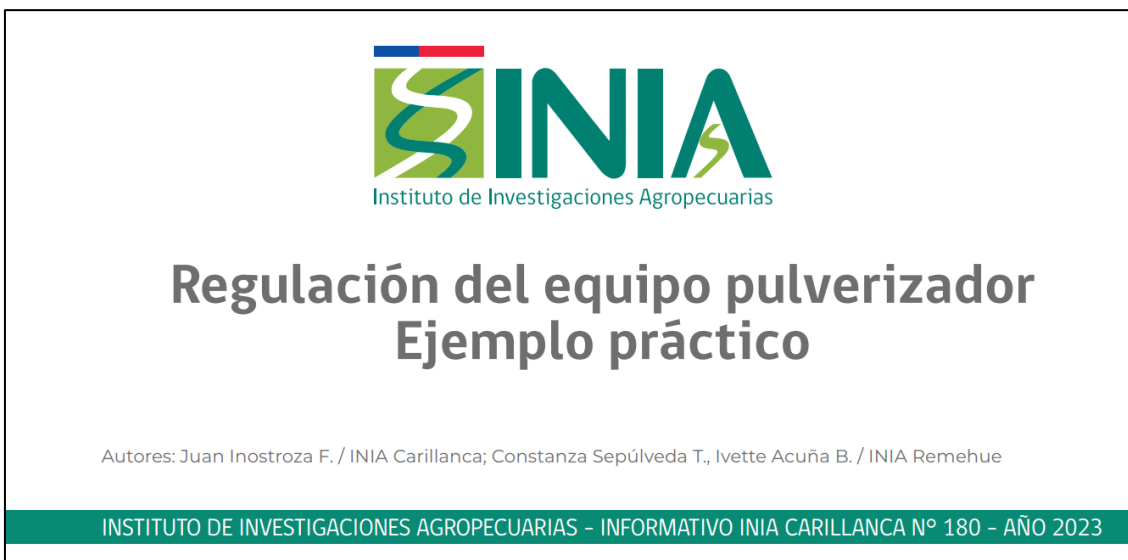 INIA
Instituto de Investigaciones Agropecuarias
Regulación del equipo pulverizador
Ejemplo práctico
Autores: Juan Inostroza F. / INIA Carillanca; Constanza Sepúlveda T., Ivette Acuña B. / INIA Remehue
INSTITUTO DE INVESTIGACIONES AGROPECUARIAS – INFORMATIVO INIA CARILLANCA N° 180 – AÑO 2023